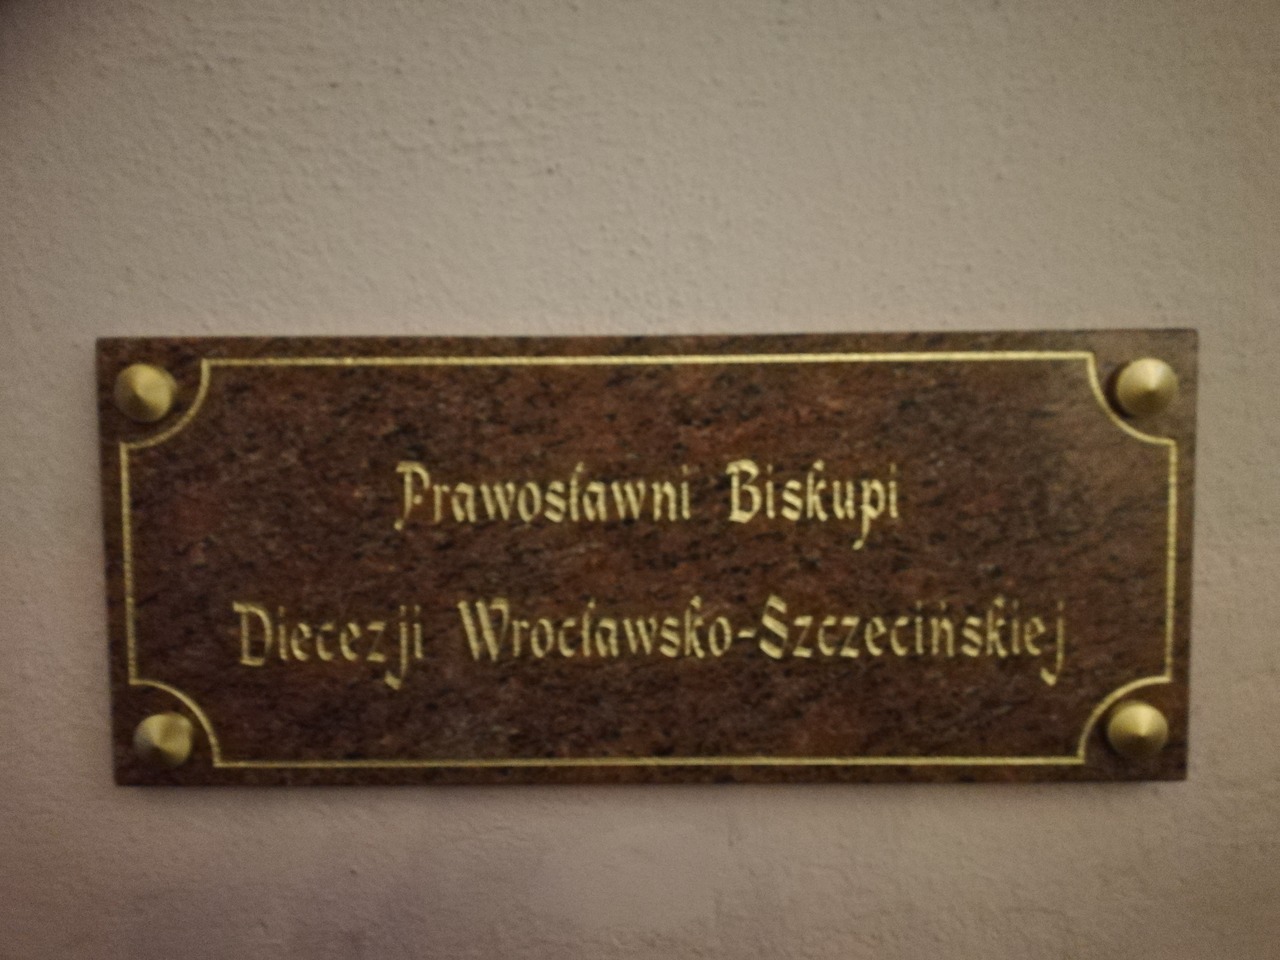 Prawosławni Biskupi
Diecezji Wrocławsko-Szczecińskiej